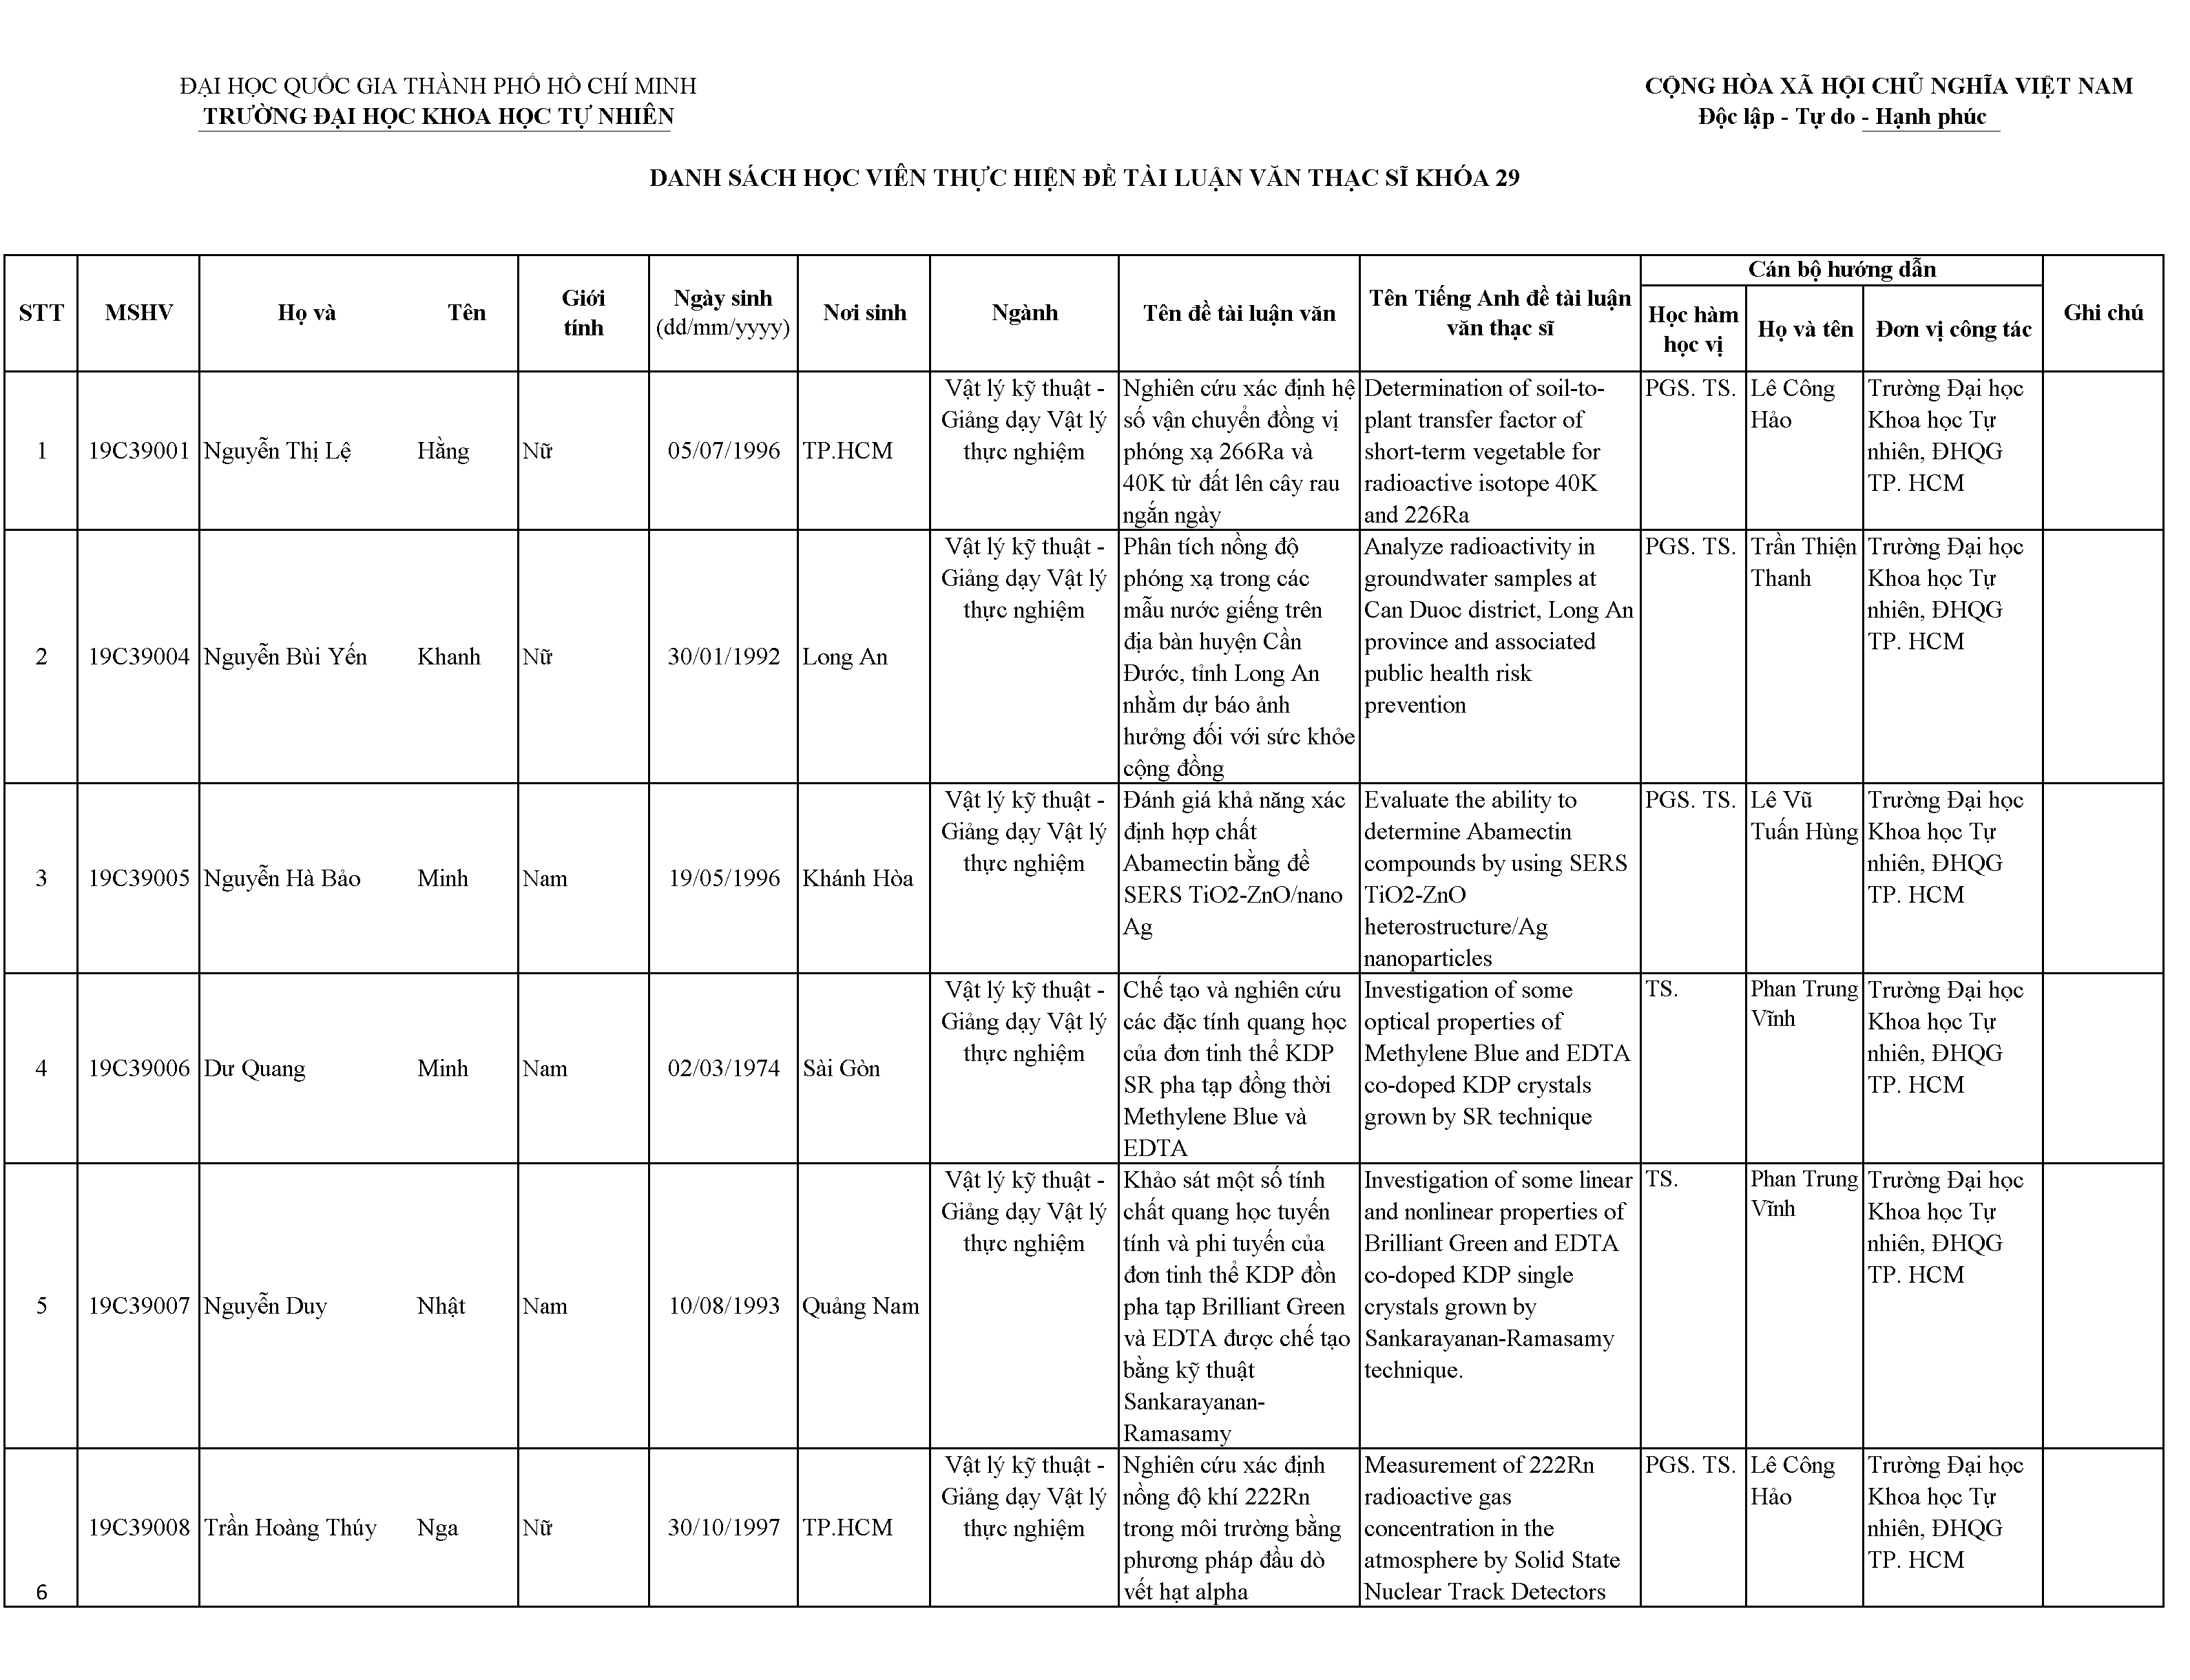 ĐẠI HỌC QUỐC GIA THÀNH PHỐ HỒ CHÍ MINH
TRƯỜNG ĐẠI HỌC KHOA HỌC TỰ NHIÊN
CỘNG HÒA XÃ HỘI CHỦ NGHĨA VIỆT NAM
Độc lập - Tự do - Hạnh phúc
DANH SÁCH HỌC VIÊN THỰC HIỆN ĐỀ TÀI LUẬN VĂN THẠC SĨ KHÓA 29
STT
MSHV
Họ và
Tên
Giới
tính
Ngày sinh
(dd/mm/yyyy)
Nơi sinh
Ngành
Tên đề tài luận văn
Tên Tiếng Anh đề tài luận
văn thạc sĩ
Cán bộ hướng dẫn
Học hàm
học vị
Họ và tên
Đơn vị công tác
Ghi chú
1
19C39001
Nguyễn Thị Lệ
Hằng
Nữ
05/07/1996
TP.HCM
Vật lý kỹ thuật -
Giảng dạy Vật lý
thực nghiệm
Nghiên cứu xác định hệ
số vận chuyển đồng vị
phóng xạ 266Ra và
40K từ đất lên cây rau
ngắn ngày
Determination of soil-to-
plant transfer factor of
short-term vegetable for
radioactive isotope 40K
and 226Ra
PGS. TS.
Lê Công
Hảo
Trường Đại học
Khoa học Tự
nhiên, ĐHQG
TP. HCM
2
19C39004
Nguyễn Bùi Yến
Khanh
Nữ
30/01/1992
Long An
Vật lý kỹ thuật -
Giảng dạy Vật lý
thực nghiệm
Phân tích nồng độ
phóng xạ trong các
mẫu nước giếng trên
địa bàn huyện Cần
Đước, tỉnh Long An
nhằm dự báo ảnh
hưởng đối với sức khỏe
cộng đồng
Analyze radioactivity in
groundwater samples at
Can Duoc district, Long An
province and associated
public health risk
prevention
PGS. TS.
Trần Thiện
Thanh
Trường Đại học
Khoa học Tự
nhiên, ĐHQG
TP. HCM
3
19C39005
Nguyễn Hà Bảo
Minh
Nam
19/05/1996
Khánh Hòa
Vật lý kỹ thuật -
Giảng dạy Vật lý
thực nghiệm
Đánh giá khả năng xác
định hợp chất
Abamectin bằng đề
SERS TiO2-ZnO/nano
Ag
Evaluate the ability to
determine Abamectin
compounds by using SERS
TiO2-ZnO
heterostructure/Ag
nanoparticles
PGS. TS.
Lê Vũ
Tuấn Hùng
Trường Đại học
Khoa học Tự
nhiên, ĐHQG
TP. HCM
4
19C39006
Dư Quang
Minh
Nam
02/03/1974
Sài Gòn
Vật lý kỹ thuật -
Giảng dạy Vật lý
thực nghiệm
Chế tạo và nghiên cứu
các đặc tính quang học
của đơn tinh thể KDP
SR pha tạp đồng thời
Methylene Blue và
EDTA
Investigation of some
optical properties of
Methylene Blue and EDTA
co-doped KDP crystals
grown by SR technique
TS.
Phan Trung
Vĩnh
Trường Đại học
Khoa học Tự
nhiên, ĐHQG
TP. HCM
5
19C39007
Nguyễn Duy
Nhật
Nam
10/08/1993
Quảng Nam
Vật lý kỹ thuật -
Giảng dạy Vật lý
thực nghiệm
Khảo sát một số tính
chất quang học tuyến
tính và phi tuyến của
đơn tinh thể KDP đồn
pha tạp Brilliant Green
và EDTA được chế tạo
bằng kỹ thuật
Sankarayanan-
Ramasamy
Investigation of some linear
and nonlinear properties of
Brilliant Green and EDTA
co-doped KDP single
crystals grown by
Sankarayanan-Ramasamy
technique.
TS.
Phan Trung
Vĩnh
Trường Đại học
Khoa học Tự
nhiên, ĐHQG
TP. HCM
6
19C39008
Trần Hoàng Thúy
Nga
Nữ
30/10/1997
TP.HCM
Vật lý kỹ thuật -
Giảng dạy Vật lý
thực nghiệm
Nghiên cứu xác định
nồng độ khí 222Rn
trong môi trường bằng
phương pháp đầu dò
vết hạt alpha
Measurement of 222Rn
radioactive gas
concentration in the
atmosphere by Solid State
Nuclear Track Detectors
PGS. TS.
Lê Công
Hảo
Trường Đại học
Khoa học Tự
nhiên, ĐHQG
TP. HCM